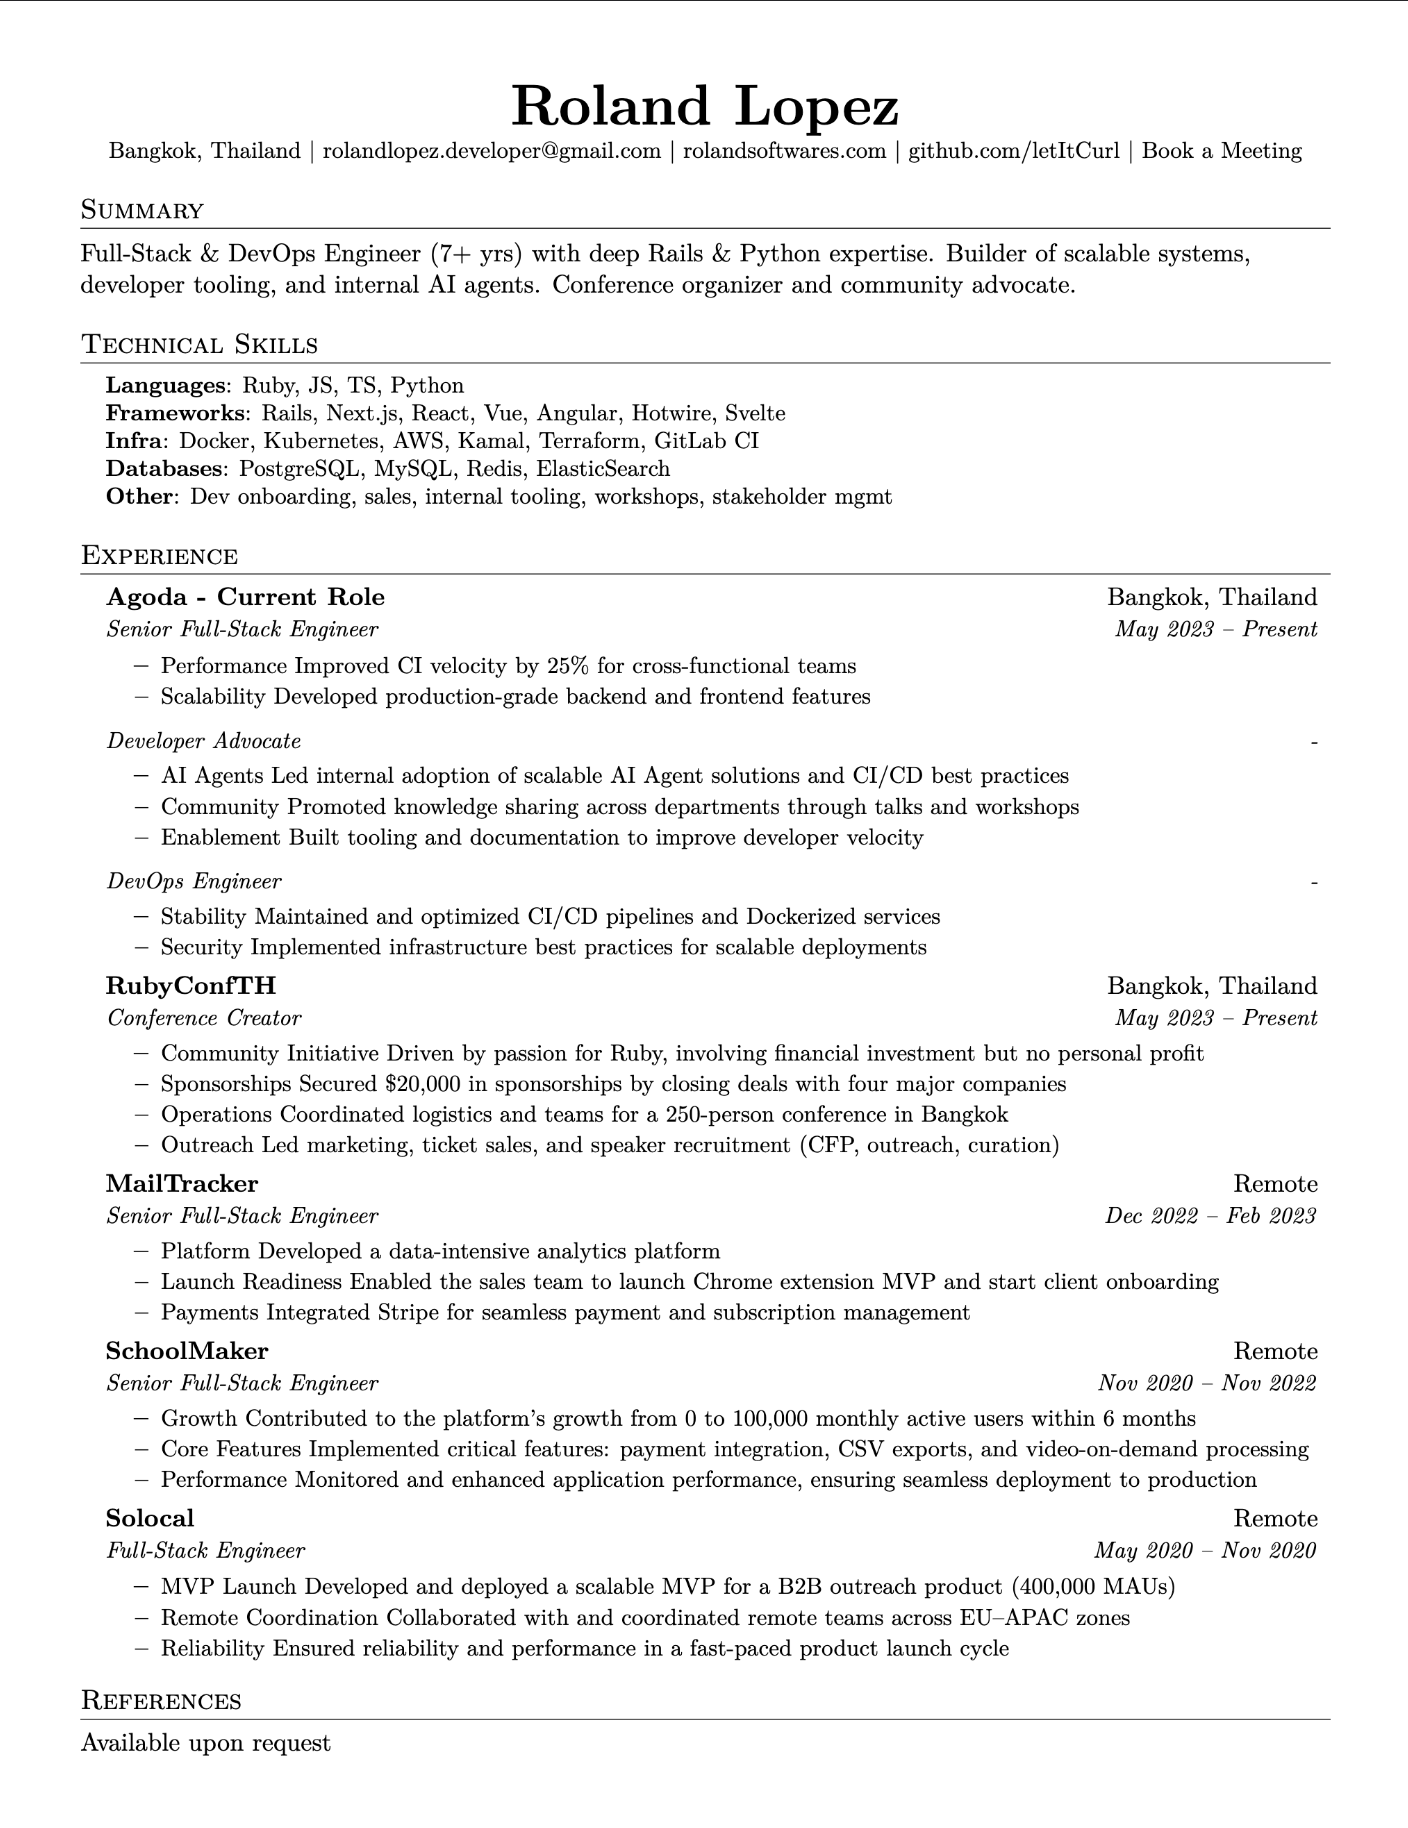 Roland Lopez
Bangkok, Thailand | rolandlopez.developer@gmail.com | rolandsoftwares.com | github.com/letItCurl | Book a Meeting
Summary
Full-Stack & DevOps Engineer (7+ yrs) with deep Rails & Python expertise. Builder of scalable systems,
developer tooling, and internal AI agents. Conference organizer and community advocate.
Technical Skills
Languages: Ruby, JS, TS, Python
Frameworks: Rails, Next.js, React, Vue, Angular, Hotwire, Svelte
Infra: Docker, Kubernetes, AWS, Kamal, Terraform, GitLab CI
Databases: PostgreSQL, MySQL, Redis, ElasticSearch
Other: Dev onboarding, sales, internal tooling, workshops, stakeholder mgmt
Experience
Agoda - Current Role Bangkok, Thailand
Senior Full-Stack Engineer May 2023 – Present
– Performance Improved CI velocity by 25% for cross-functional teams
– Scalability Developed production-grade backend and frontend features
Developer Advocate -
– AI Agents Led internal adoption of scalable AI Agent solutions and CI/CD best practices
– Community Promoted knowledge sharing across departments through talks and workshops
– Enablement Built tooling and documentation to improve developer velocity
DevOps Engineer -
– Stability Maintained and optimized CI/CD pipelines and Dockerized services
– Security Implemented infrastructure best practices for scalable deployments
RubyConfTH Bangkok, Thailand
Conference Creator May 2023 – Present
– Community Initiative Driven by passion for Ruby, involving financial investment but no personal profit
– Sponsorships Secured $20,000 in sponsorships by closing deals with four major companies
– Operations Coordinated logistics and teams for a 250-person conference in Bangkok
– Outreach Led marketing, ticket sales, and speaker recruitment (CFP, outreach, curation)
MailTracker Remote
Senior Full-Stack Engineer Dec 2022 – Feb 2023
– Platform Developed a data-intensive analytics platform
– Launch Readiness Enabled the sales team to launch Chrome extension MVP and start client onboarding
– Payments Integrated Stripe for seamless payment and subscription management
SchoolMaker Remote
Senior Full-Stack Engineer Nov 2020 – Nov 2022
– Growth Contributed to the platform's growth from 0 to 100,000 monthly active users within 6 months
– Core Features Implemented critical features: payment integration, CSV exports, and video-on-demand processing
– Performance Monitored and enhanced application performance, ensuring seamless deployment to production
Solocal Remote
Full-Stack Engineer May 2020 – Nov 2020
– MVP Launch Developed and deployed a scalable MVP for a B2B outreach product (400,000 MAUs)
– Remote Coordination Collaborated with and coordinated remote teams across EU–APAC zones
– Reliability Ensured reliability and performance in a fast-paced product launch cycle
References
Available upon request